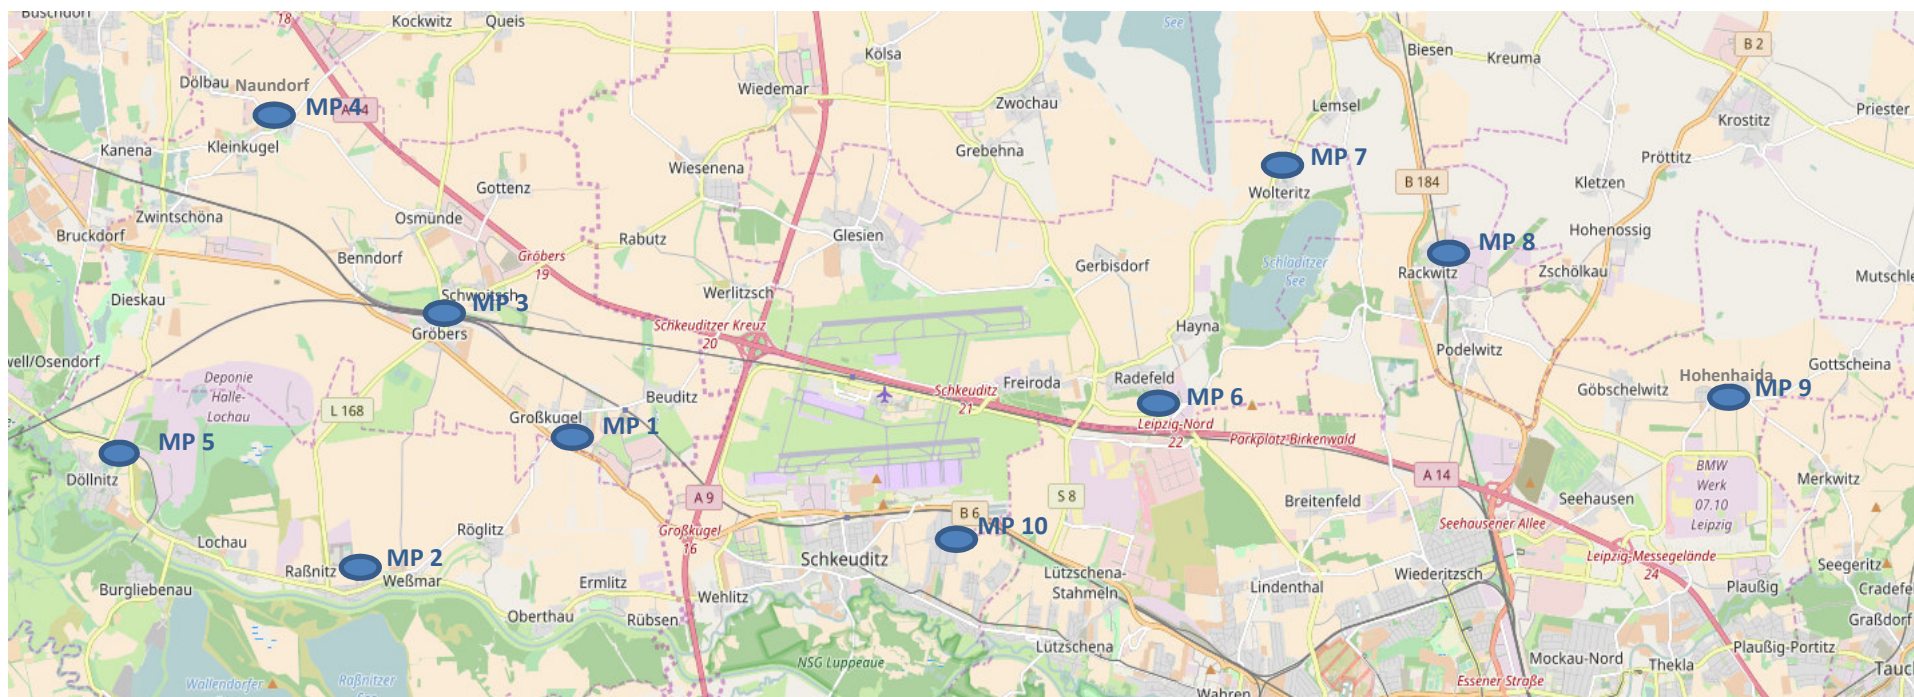 Buschdorf
18
Kockwitz
Queis
See
Biesen
B 2
Kreuma
Kölsa
Dölbau
Naundorf
Wiedemar
Zwochau
Lemsel
Priester
MP 4
Krostitz
Kanena
Kleinkugel
Grebehna
MP 7
Pröttitz
Wiesenena
Gottenz
B 184
Kletzen
Wolteritz
Zwintschöna
Osmünde
Bruckdorf
Rabutz
Glesien
Hohenossig
MP 8
Benndorf
Gröbers
19
Gerbisdorf
Schladitzer
See
Rackwitz
Zschölkau
Mutschle
Dieskau
Schwoitsch
Werlitzsch
MP 3
Schkeuditzer Kreuz
20
Hayna
Gröbers
well/Osendorf
Podelwitz
Gottscheina
Deponie
Halle-
Lochau
Freiroda
Radefeld
Hohenhaida
Göbschelwitz
MP 9
Schkeuditz
21
Beuditz
L 168
Großkugel
MP 1
MP 6
Leipzig-Nord
22
Parkplatz Birkenwald
MP 5
Döllnitz
A 14
BMW
Werk
07.10
Leipzig
Merkwitz
A 9
S 8
Breitenfeld
Seehausen
B 6
MP 10
Großkugel
16
Röglitz
Seehausener Allee
Lochau
MP 2
Schkeuditz
Leipzig-Messegelände
24
Raßnitz
Weßmar
Ermlitz
Lützschena-
Stahmeln
Wiederitzsch
Seegeritz
Burgliebenau
Wehlitz
Lindenthal
Plaußig
Cradefe
Oberthau
Rübsen
Graßdorf
Lützschena
Plaußig-Portitz
NSG Luppeaue
Mockau-Nord
Thekla
Tauch
Wallendorfer
Raßnitzer
Essener Straße
Wahren